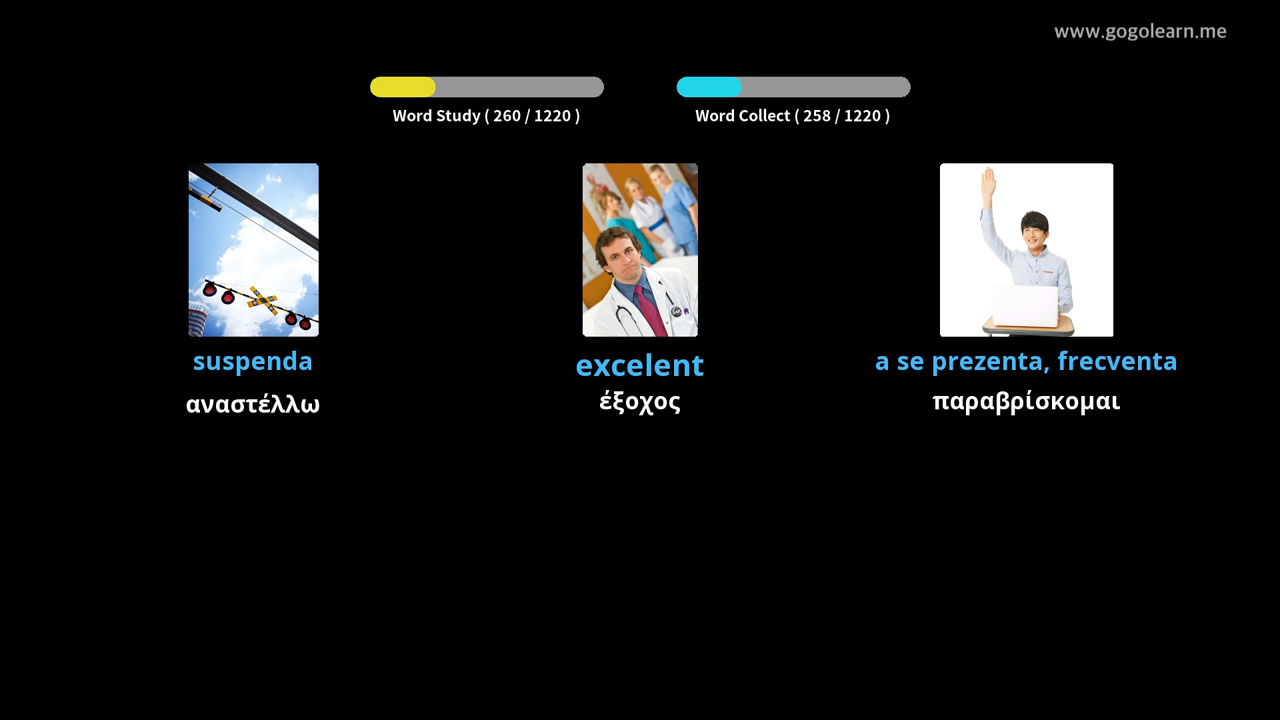 www.gogolearn.me
Word Study ( 260 / 1220 )
Word Collect ( 258 / 1220 )
suspenda
αναστέλλω
excelent
έξοχος
a se prezenta, frecventa
παραβρίσκομαι